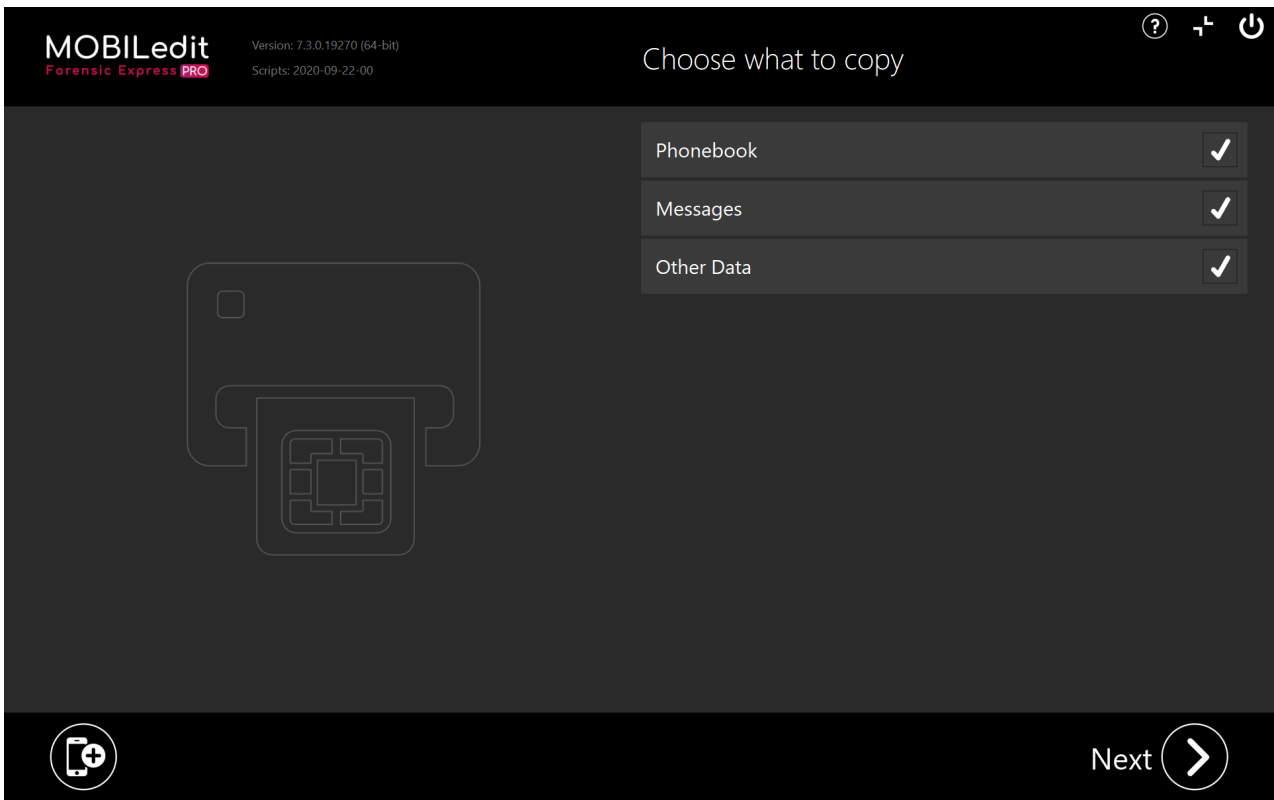 MOBILedit
Forensic Express PRO
Version: 7.3.0.19270 (64-bit)
Scripts: 2020-09-22-00
Choose what to copy
?
Phonebook
Messages
Other Data
Next